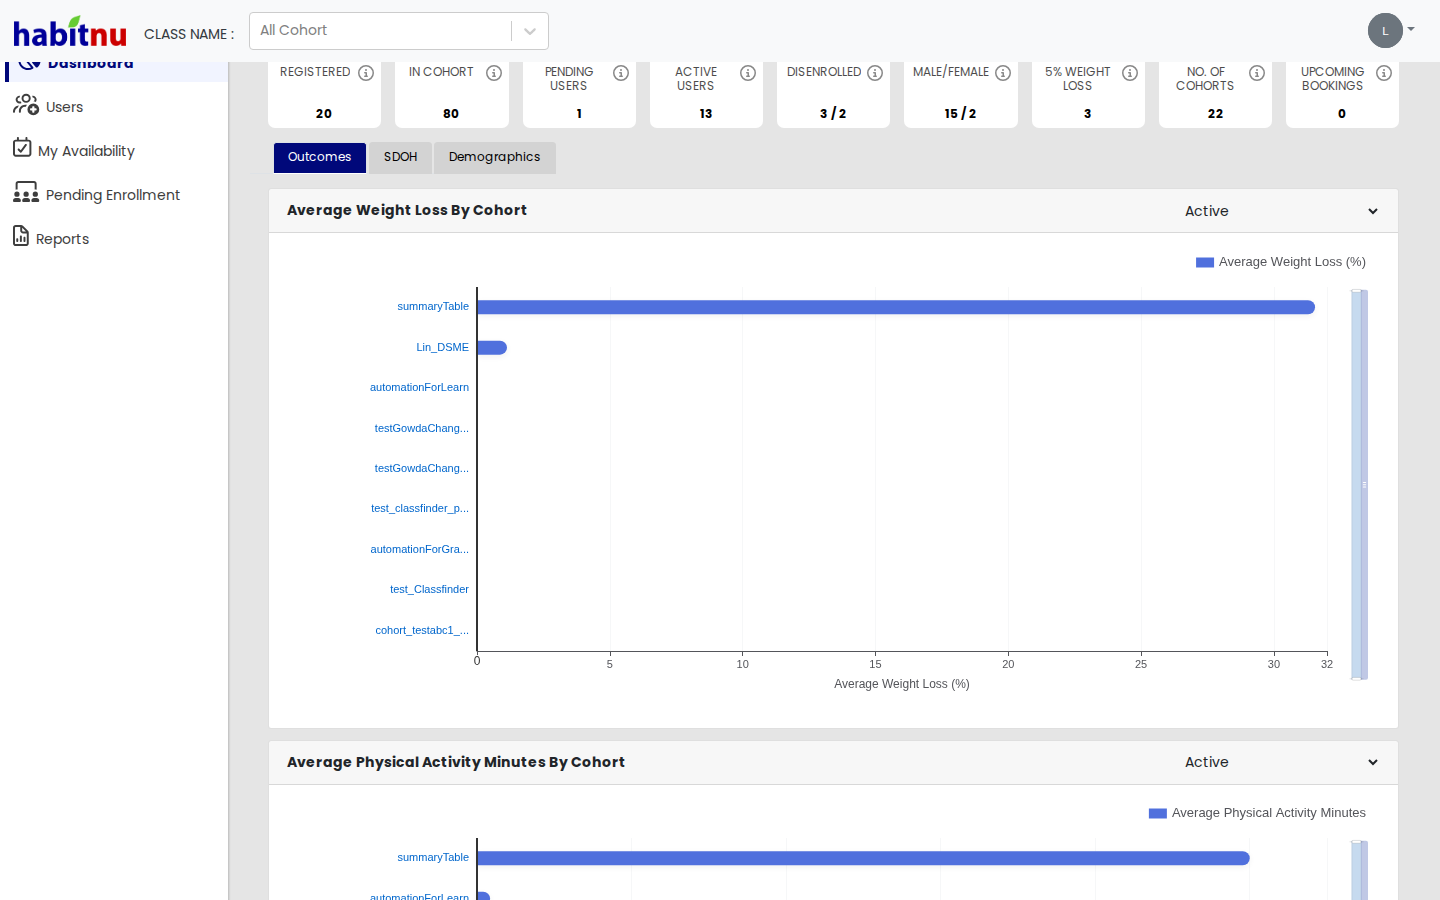 habitnu
CLASS NAME :
All Cohort
L
Dashboard
Users
My Availability
Pending Enrollment
Reports
REGISTERED
20
IN COHORT
80
PENDING
USERS
1
ACTIVE
USERS
13
DISENROLLED
3 / 2
MALE/FEMALE
15 / 2
5% WEIGHT
LOSS
3
NO. OF
COHORTS
22
UPCOMING
BOOKINGS
0
Outcomes
SDOH
Demographics
Average Weight Loss By Cohort
Active
Average Weight Loss (%)
summaryTable
Lin_DSME
automationForLearn
testGowdaChang...
testGowdaChang...
test_classfinder_p...
automationForGra...
test_Classfinder
cohort_testabc1_...
0 5 10 15 20 25 30 32
Average Weight Loss (%)
Average Physical Activity Minutes By Cohort
Active
Average Physical Activity Minutes
summaryTable
automationForLearn